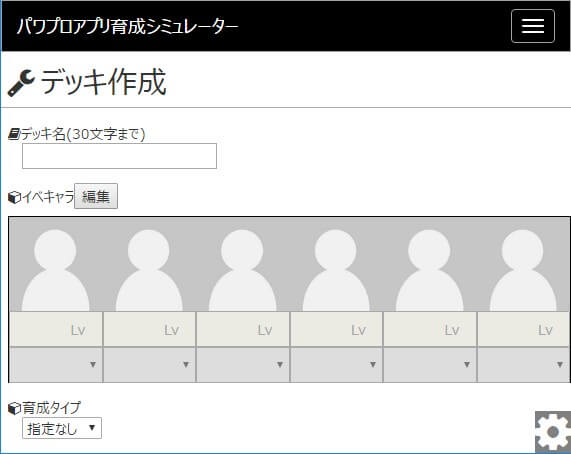 パワプロアプリ育成シミュレーター
デッキ作成
デッキ名(30文字まで)
イベキャラ 編集
Lv Lv Lv Lv Lv Lv
育成タイプ
指定なし